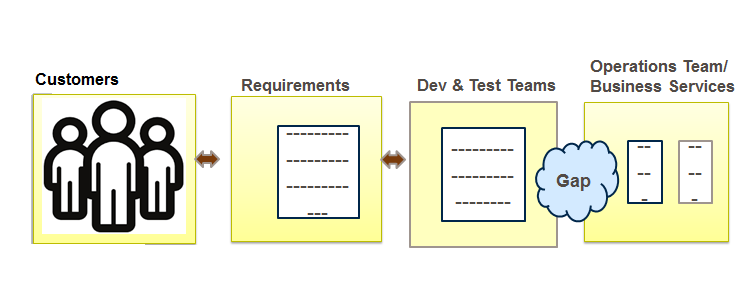 Customers
Requirements
Dev & Test Teams
Operations Team/
Business Services
Gap